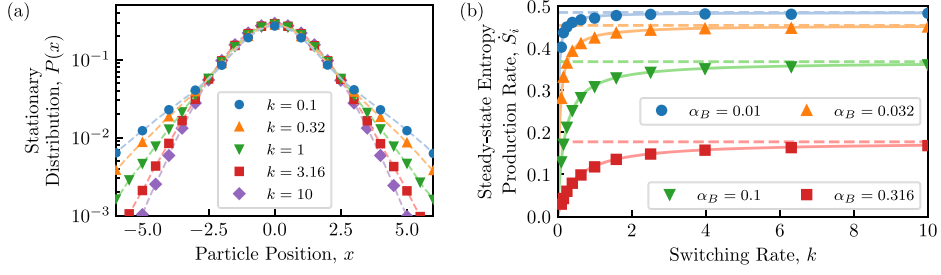 (a)
Stationary
Distribution, P(x)
10⁻¹
10⁻²
10⁻³
k = 0.1
k = 0.32
k = 1
k = 3.16
k = 10
−5.0 −2.5 0.0 2.5 5.0
Particle Position, x
(b)
Steady-state Entropy
Production Rate, Ṡᵢ
0.5
0.4
0.3
0.2
0.1
0.0
α_B = 0.01 α_B = 0.032
α_B = 0.1 α_B = 0.316
0 2 4 6 8 10
Switching Rate, k